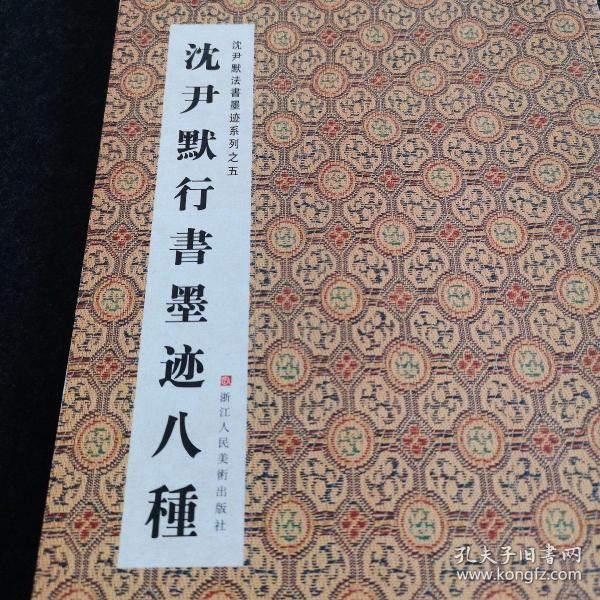 沈尹默法書墨迹系列之五
沈尹默行書墨迹八種
浙江人民美術出版社
孔夫子旧書网
www.kongfz.com